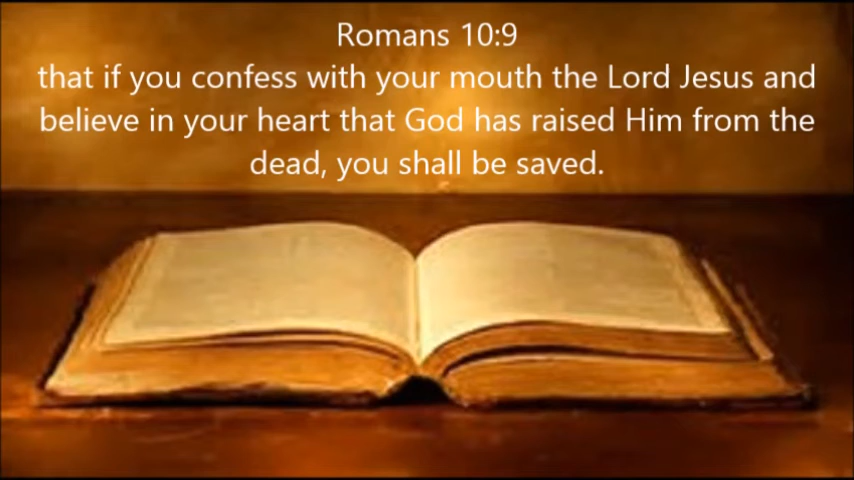 Romans 10:9
that if you confess with your mouth the Lord Jesus and
believe in your heart that God has raised Him from the
dead, you shall be saved.